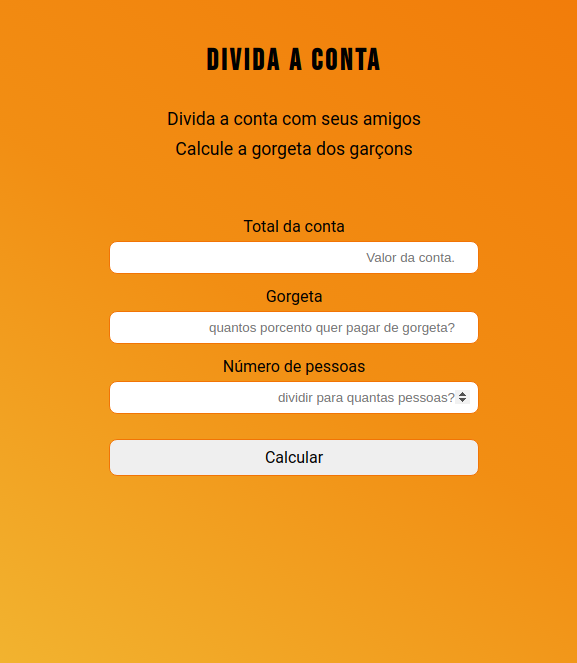 DIVIDA A CONTA
Divida a conta com seus amigos
Calcule a gorgeta dos garçons
Total da conta
Valor da conta.
Gorgeta
quantos porcento quer pagar de gorgeta?
Número de pessoas
dividir para quantas pessoas?
Calcular